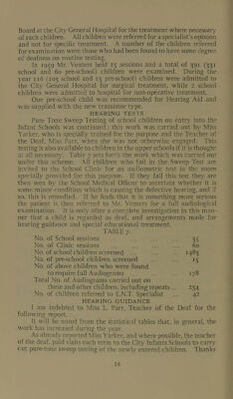 Board at the City General Hospital for the treatment where necessary
of such children. All children were referred for a specialist's opinion
and not for specific treatment. A number of the children referred
for examination were those who had been found to have some degree
of deafness on routine testing.
In 1959 Mr. Vesmes held 15 sessions and a total of 391 (331
school and 60 pre-school) children were examined. During the
year 116 (103 school and 13 pre-school) children were admitted to
the City General Hospital for surgical treatment, while 2 school
children were admitted to hospital for non-operative treatment.
One pre-school child was recommended for Hearing Aid and
was supplied with the new transistor type.
HEARING TESTS
Pure Tone Sweep Testing of school children on entry into the
Infant Schools was continued; this work was carried out by Miss
Yarker, who is specially trained for the purpose and the Teacher of
the Deaf, Miss Parr, when she was not otherwise engaged. This
testing is also available to children in the upper schools if it is thought
at all necessary. Table 7 sets forth the work which was carried out
under this scheme. All children who fail in the Sweep Test are
invited to the School Clinic for an audiometric test in the room
specially provided for this purpose. If they fail this test they are
then seen by the School Medical Officer to ascertain whether it is
some minor condition which is causing the defective hearing, and if
so, this is remedied. If he finds that it is something more serious
the patient is then referred to Mr. Vesmes for a full audiological
examination. It is only after a complete investigation in this man-
ner that a child is regarded as deaf, and arrangements made for
hearing guidance and special educational treatment.
TABLE 7
No. of School sessions 55
No. of Clinic sessions 60
No. of school children screened 1485
No. of pre-school children screened 15
No. of above children who were found
to require full Audiograms 178
Total No. of Audiograms carried out on
these and other children, including repeats 254
No. of children referred to E.N.T. Specialist 42
HEARING GUIDANCE
I am indebted to Miss L. Parr, Teacher of the Deaf for the
following report.
It will be noted from the statistical tables that, in general, the
work has increased during the year.
As already reported Miss Yarker, and where possible, the teacher
of the deaf, paid visits each term to the City Infants Schools to carry
out pure-tone sweep testing of the newly entered children. Thanks
16